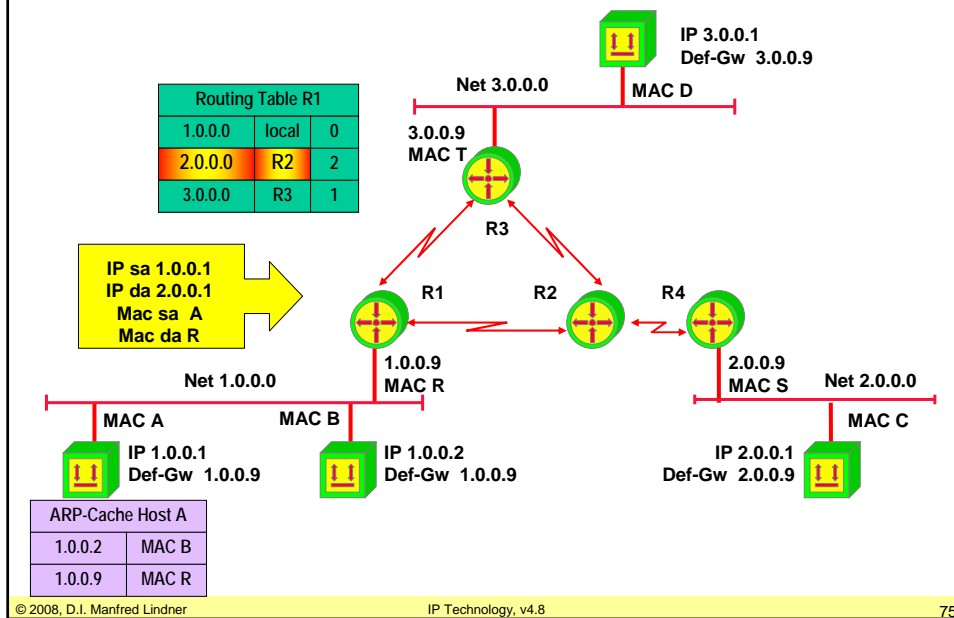 IP 3.0.0.1
Def-Gw 3.0.0.9
Net 3.0.0.0
MAC D
Routing Table R1
1.0.0.0 local 0
2.0.0.0 R2 2
3.0.0.0 R3 1
3.0.0.9
MAC T
R3
IP sa 1.0.0.1
IP da 2.0.0.1
Mac sa A
Mac da R
R1
R2
R4
1.0.0.9
MAC R
2.0.0.9
MAC S
Net 1.0.0.0
Net 2.0.0.0
MAC A
MAC B
MAC C
IP 1.0.0.1
Def-Gw 1.0.0.9
IP 1.0.0.2
Def-Gw 1.0.0.9
IP 2.0.0.1
Def-Gw 2.0.0.9
ARP-Cache Host A
1.0.0.2 MAC B
1.0.0.9 MAC R
© 2008, D.I. Manfred Lindner
IP Technology, v4.8
75